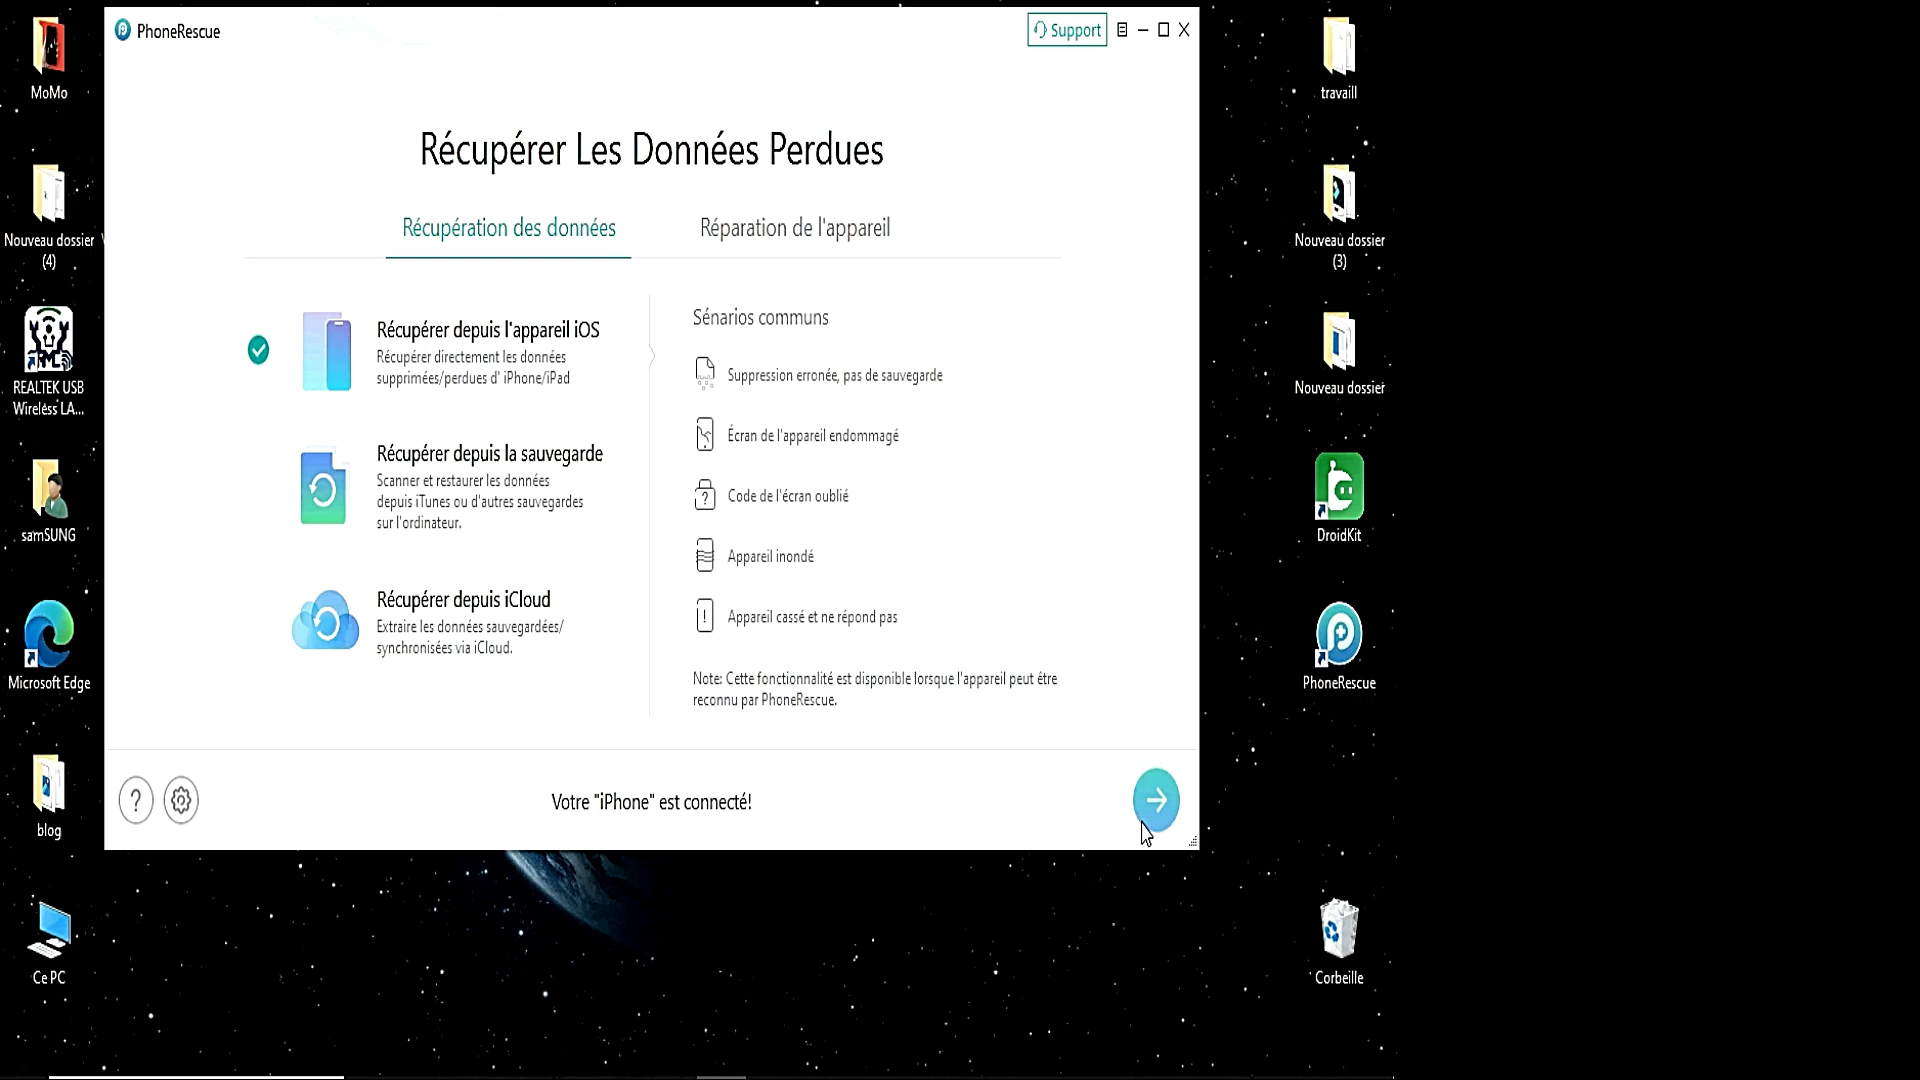 PhoneRescue
Support
Récupérer Les Données Perdues
Récupération des données
Réparation de l'appareil
Récupérer depuis l'appareil iOS
Récupérer directement les données
supprimées/perdues d' iPhone/iPad
Récupérer depuis la sauvegarde
Scanner et restaurer les données
depuis iTunes ou d'autres sauvegardes
sur l'ordinateur.
Récupérer depuis iCloud
Extraire les données sauvegardées/
synchronisées via iCloud.
Sénarios communs
Suppression erronée, pas de sauvegarde
Écran de l'appareil endommagé
Code de l'écran oublié
Appareil inondé
Appareil cassé et ne répond pas
Note: Cette fonctionnalité est disponible lorsque l'appareil peut être
reconnu par PhoneRescue.
Votre "iPhone" est connecté!
MoMo
Nouveau dossier
(4)
REALTEK USB
Wireless LA...
samSUNG
Microsoft Edge
blog
Ce PC
travaill
Nouveau dossier
(3)
Nouveau dossier
DroidKit
PhoneRescue
Corbeille